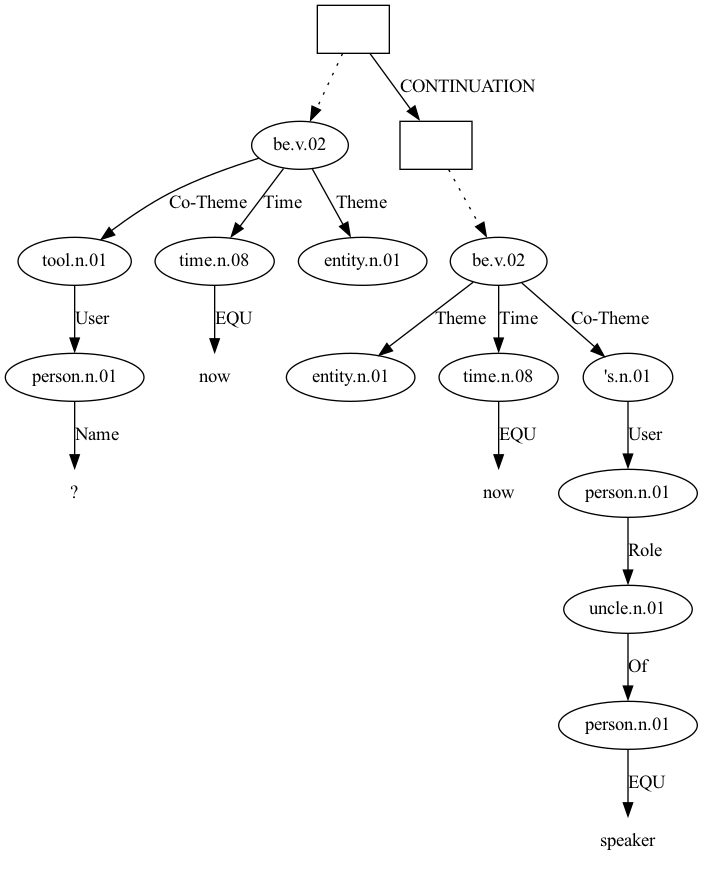 CONTINUATION
be.v.02
Co-Theme Time Theme
tool.n.01 time.n.08 entity.n.01 be.v.02
User EQU Theme Time Co-Theme
person.n.01 now entity.n.01 time.n.08 's.n.01
Name EQU User
? now person.n.01
Role
uncle.n.01
Of
person.n.01
EQU
speaker